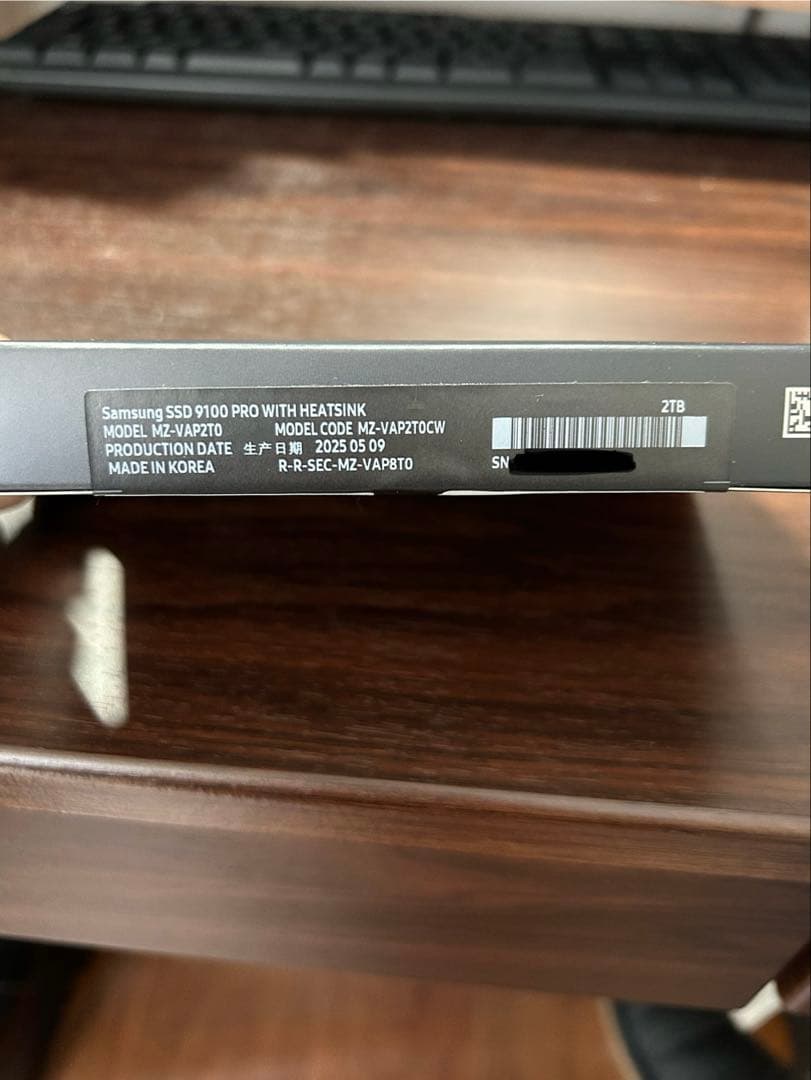 Samsung SSD 9100 PRO WITH HEATSINK
2TB
MODEL MZ-VAP2T0 MODEL CODE MZ-VAP2T0CW
PRODUCTION DATE 生产日期 2025 05 09
MADE IN KOREA R-R-SEC-MZ-VAP8T0
SN